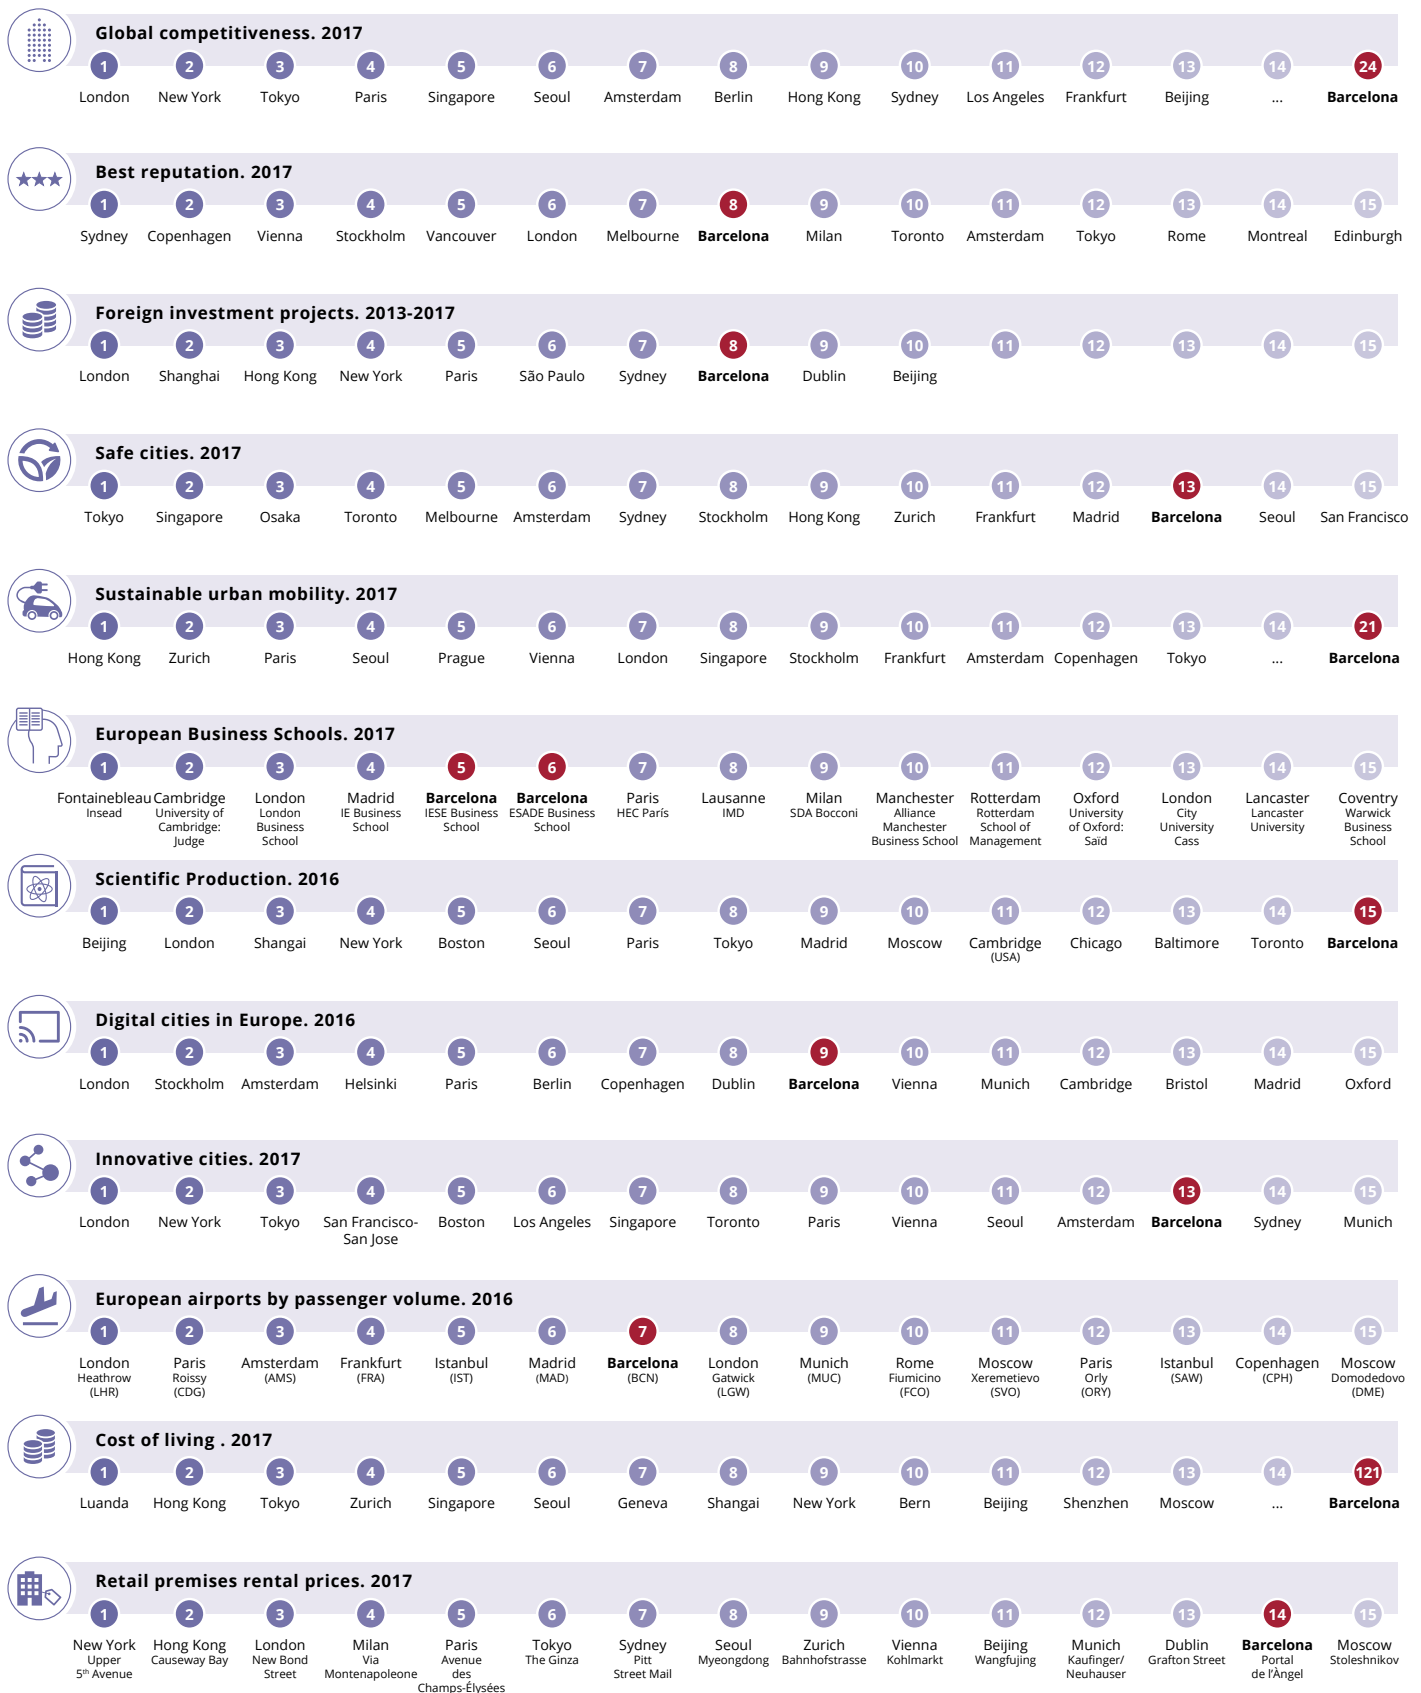 Global competitiveness. 2017
1 2 3 4 5 6 7 8 9 10 11 12 13 14 24
London New York Tokyo Paris Singapore Seoul Amsterdam Berlin Hong Kong Sydney Los Angeles Frankfurt Beijing ... Barcelona
Best reputation. 2017
1 2 3 4 5 6 7 8 9 10 11 12 13 14 15
Sydney Copenhagen Vienna Stockholm Vancouver London Melbourne Barcelona Milan Toronto Amsterdam Tokyo Rome Montreal Edinburgh
Foreign investment projects. 2013-2017
1 2 3 4 5 6 7 8 9 10 11 12 13 14 15
London Shanghai Hong Kong New York Paris São Paulo Sydney Barcelona Dublin Beijing
Safe cities. 2017
1 2 3 4 5 6 7 8 9 10 11 12 13 14 15
Tokyo Singapore Osaka Toronto Melbourne Amsterdam Sydney Stockholm Hong Kong Zurich Frankfurt Madrid Barcelona Seoul San Francisco
Sustainable urban mobility. 2017
1 2 3 4 5 6 7 8 9 10 11 12 13 14 21
Hong Kong Zurich Paris Seoul Prague Vienna London Singapore Stockholm Frankfurt Amsterdam Copenhagen Tokyo ... Barcelona
European Business Schools. 2017
1 2 3 4 5 6 7 8 9 10 11 12 13 14 15
Fontainebleau Cambridge London Madrid Barcelona Barcelona Paris Lausanne Milan Manchester Rotterdam Oxford London Lancaster Coventry
Insead University of London IE Business IESE Business ESADE Business HEC París IMD SDA Bocconi Alliance Rotterdam University City Lancaster Warwick
Cambridge: Business School School School Manchester School of of Oxford: University University Business
Judge School Business School Management Saïd Cass School
Scientific Production. 2016
1 2 3 4 5 6 7 8 9 10 11 12 13 14 15
Beijing London Shangai New York Boston Seoul Paris Tokyo Madrid Moscow Cambridge Chicago Baltimore Toronto Barcelona
(USA)
Digital cities in Europe. 2016
1 2 3 4 5 6 7 8 9 10 11 12 13 14 15
London Stockholm Amsterdam Helsinki Paris Berlin Copenhagen Dublin Barcelona Vienna Munich Cambridge Bristol Madrid Oxford
Innovative cities. 2017
1 2 3 4 5 6 7 8 9 10 11 12 13 14 15
London New York Tokyo San Francisco- Boston Los Angeles Singapore Toronto Paris Vienna Seoul Amsterdam Barcelona Sydney Munich
San Jose
European airports by passenger volume. 2016
1 2 3 4 5 6 7 8 9 10 11 12 13 14 15
London Paris Amsterdam Frankfurt Istanbul Madrid Barcelona London Munich Rome Moscow Paris Istanbul Copenhagen Moscow
Heathrow Roissy (AMS) (FRA) (IST) (MAD) (BCN) Gatwick (MUC) Fiumicino Xeremetievo Orly (SAW) (CPH) Domodedovo
(LHR) (CDG) (LGW) (FCO) (SVO) (ORY) (DME)
Cost of living . 2017
1 2 3 4 5 6 7 8 9 10 11 12 13 14 121
Luanda Hong Kong Tokyo Zurich Singapore Seoul Geneva Shangai New York Bern Beijing Shenzhen Moscow ... Barcelona
Retail premises rental prices. 2017
1 2 3 4 5 6 7 8 9 10 11 12 13 14 15
New York Hong Kong London Milan Paris Tokyo Sydney Seoul Zurich Vienna Beijing Munich Dublin Barcelona Moscow
Upper Causeway Bay New Bond Via Avenue The Ginza Pitt Myeongdong Bahnhofstrasse Kohlmarkt Wangfujing Kaufinger/ Grafton Street Portal Stoleshnikov
5th Avenue Street Montenapoleone des Street Mail Neuhauser de l'Àngel
Champs-Élysées